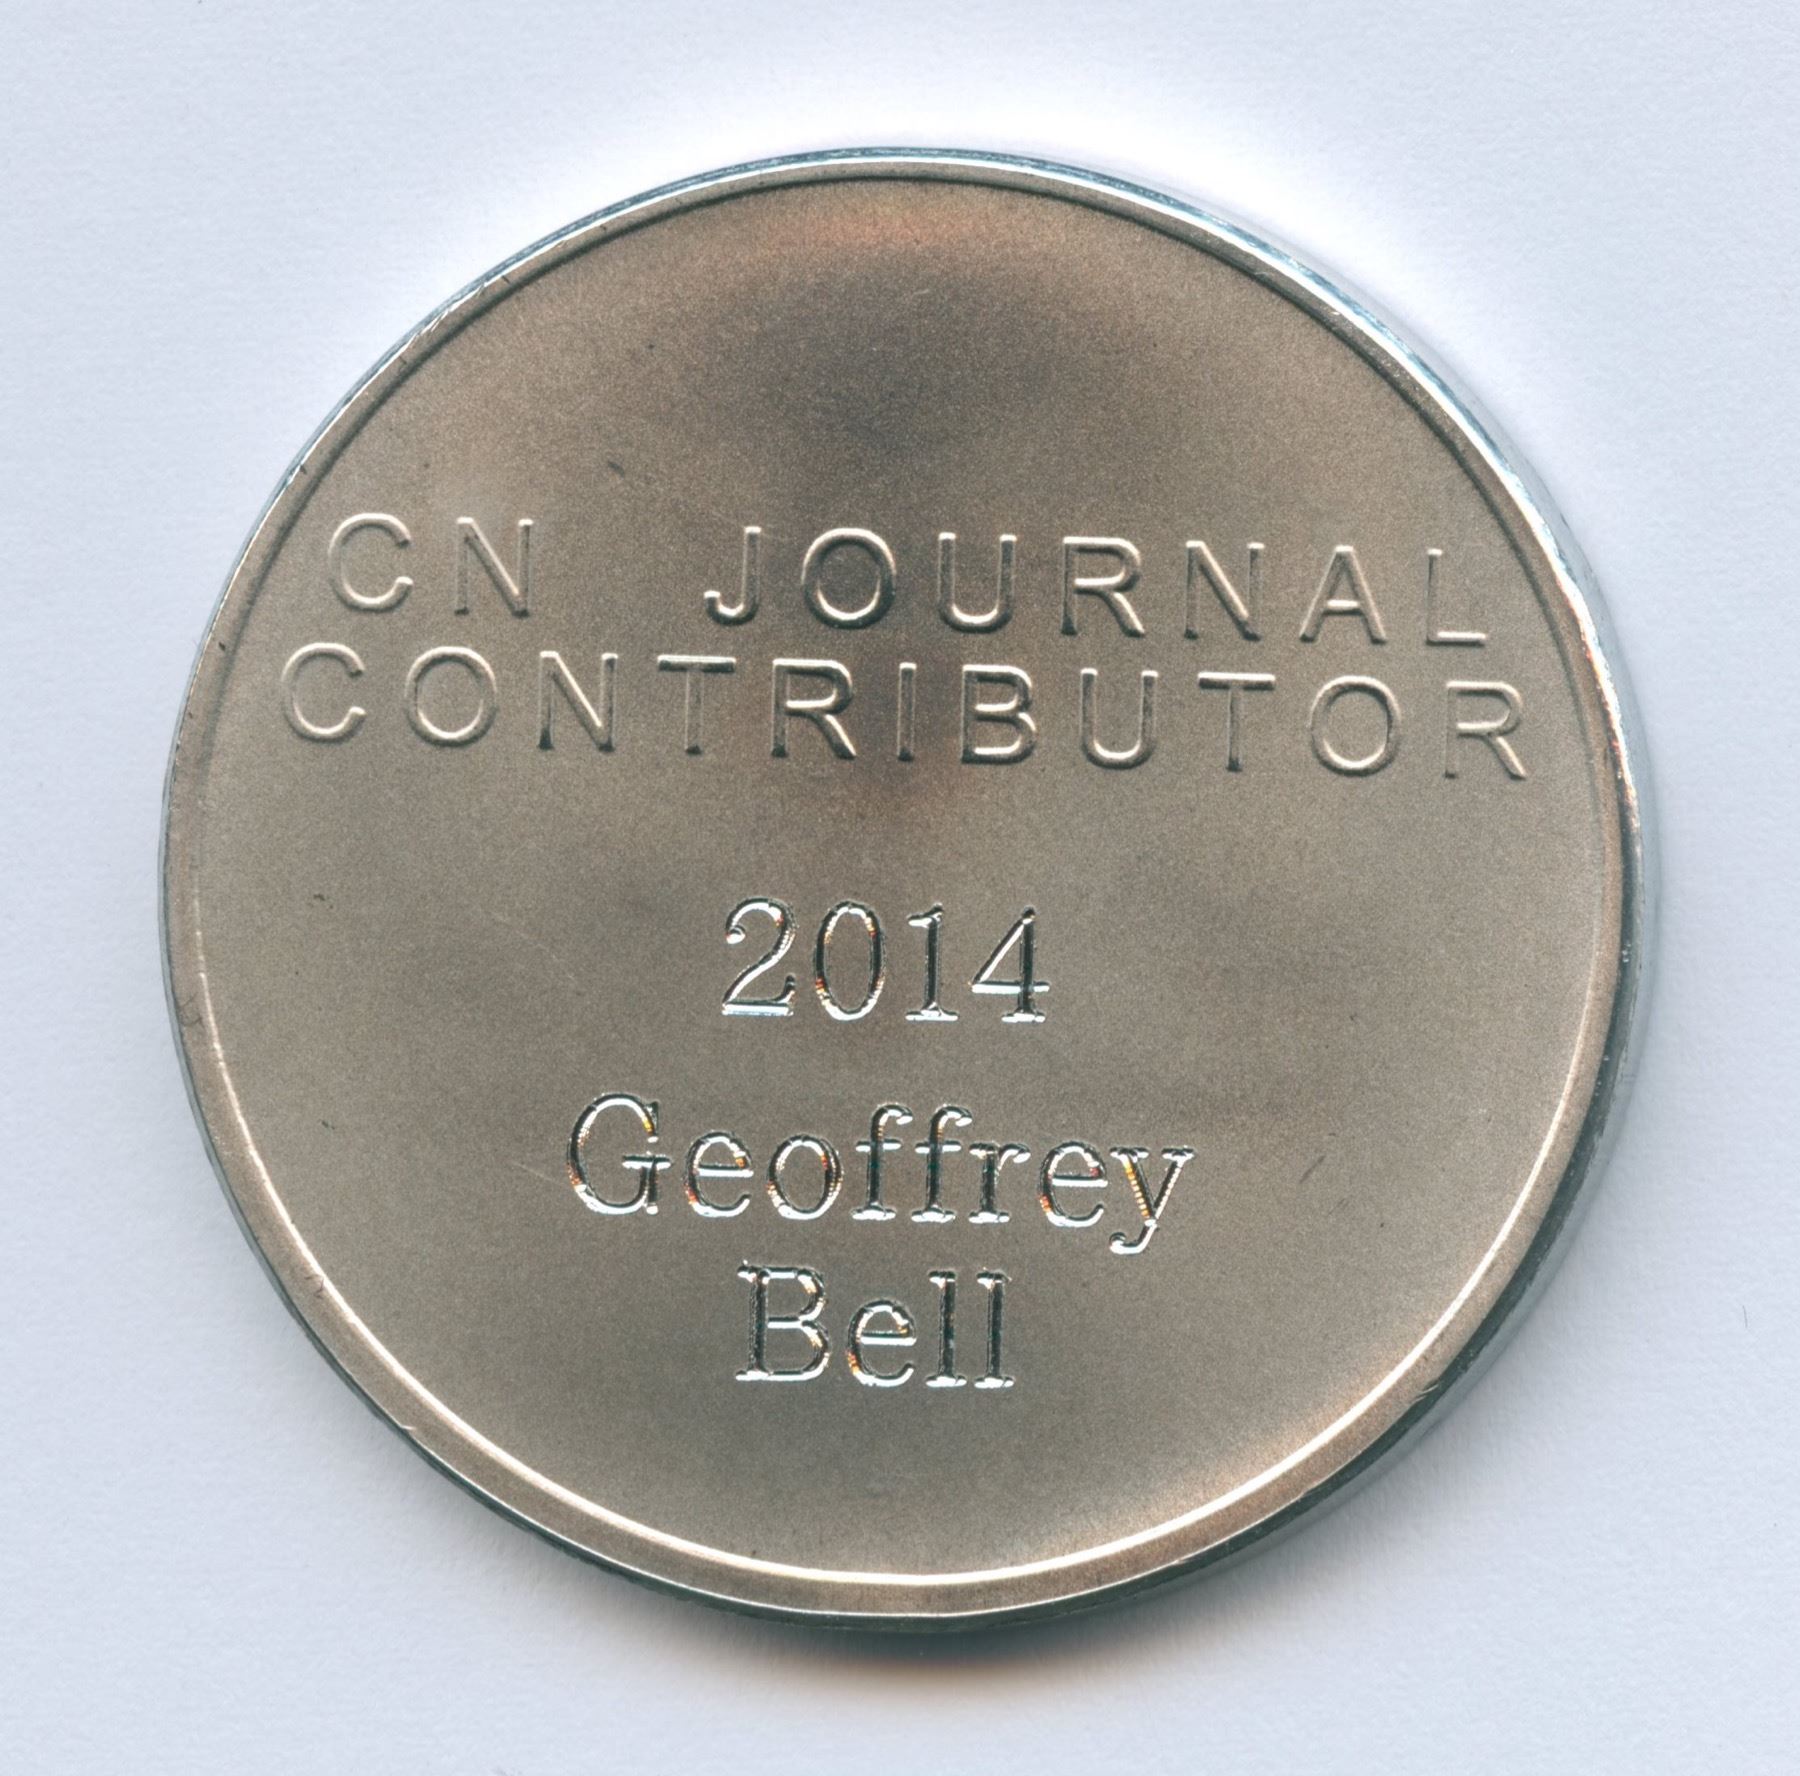 CN JOURNAL
CONTRIBUTOR
2014
Geoffrey
Bell